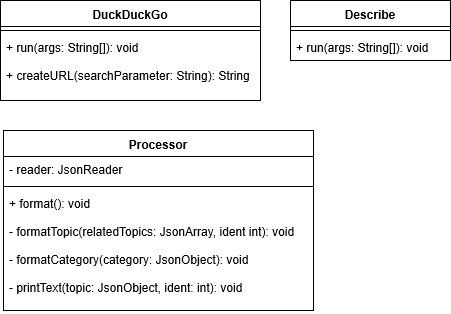 DuckDuckGo
+ run(args: String[]): void
+ createURL(searchParameter: String): String
Describe
+ run(args: String[]): void
Processor
- reader: JsonReader
+ format(): void
- formatTopic(relatedTopics: JsonArray, ident int): void
- formatCategory(category: JsonObject): void
- printText(topic: JsonObject, ident: int): void